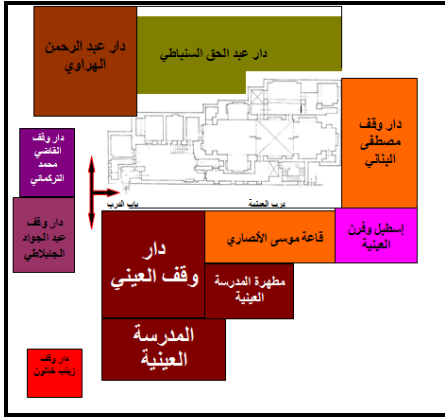 دار عبد الرحمن
الهراوي
دار عبد الحق السنباطي
دار وقف
مصطفى
البناني
دار وقف
القاضي
محمد
التركماني
دار وقف
عبد الجواد
الجنبلاطي
باب الدرب
درب العينية
دار
وقف العيني
قاعة موسى الأنصاري
إسطبل وفرن
العينية
مطهرة المدرسة
العينية
المدرسة
العينية
دار وقف
زينب خاتون